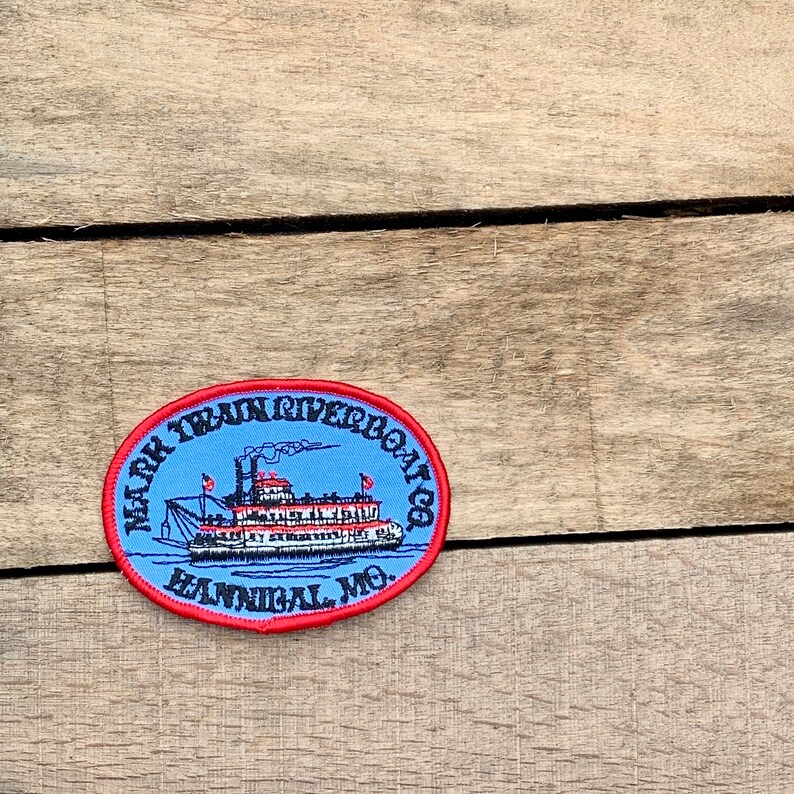 MARK TWAIN RIVERBOAT CO.
HANNIBAL, MO.